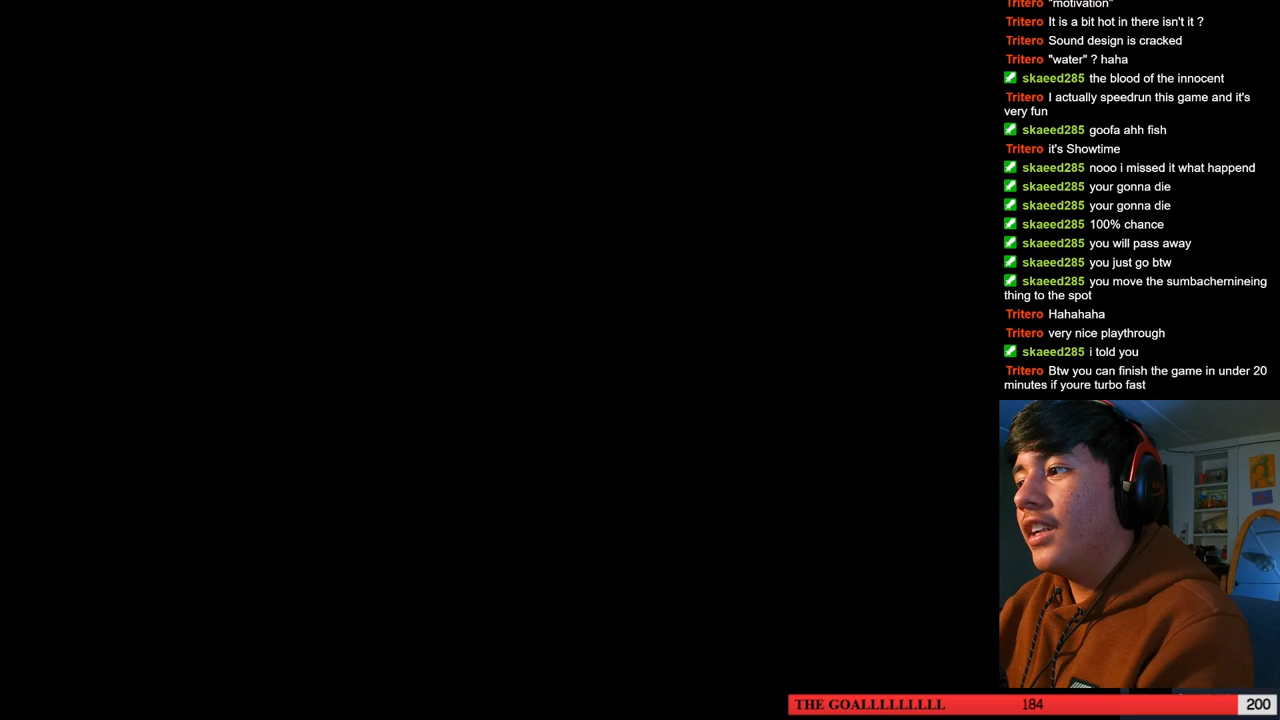 Tritero "motivation"
Tritero It is a bit hot in there isn't it ?
Tritero Sound design is cracked
Tritero "water" ? haha
skaeed285 the blood of the innocent
Tritero I actually speedrun this game and it's
very fun
skaeed285 goofa ahh fish
Tritero it's Showtime
skaeed285 nooo i missed it what happend
skaeed285 your gonna die
skaeed285 your gonna die
skaeed285 100% chance
skaeed285 you will pass away
skaeed285 you just go btw
skaeed285 you move the sumbachernineing
thing to the spot
Tritero Hahahaha
Tritero very nice playthrough
skaeed285 i told you
Tritero Btw you can finish the game in under 20
minutes if youre turbo fast
THE GOALLLLLLLLL 184 200